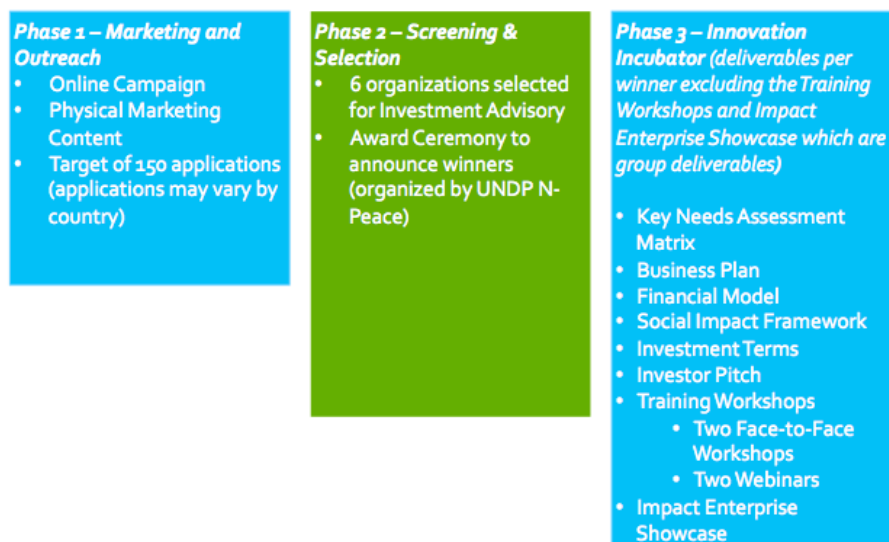 Phase 1 – Marketing and
Outreach
• Online Campaign
• Physical Marketing
Content
• Target of 150 applications
(applications may vary by
country)
Phase 2 – Screening &
Selection
• 6 organizations selected
for Investment Advisory
• Award Ceremony to
announce winners
(organized by UNDP N-
Peace)
Phase 3 – Innovation
Incubator (deliverables per
winner excluding the Training
Workshops and Impact
Enterprise Showcase which are
group deliverables)
• Key Needs Assessment
Matrix
• Business Plan
• Financial Model
• Social Impact Framework
• Investment Terms
• Investor Pitch
• Training Workshops
• Two Face-to-Face
Workshops
• Two Webinars
• Impact Enterprise
Showcase